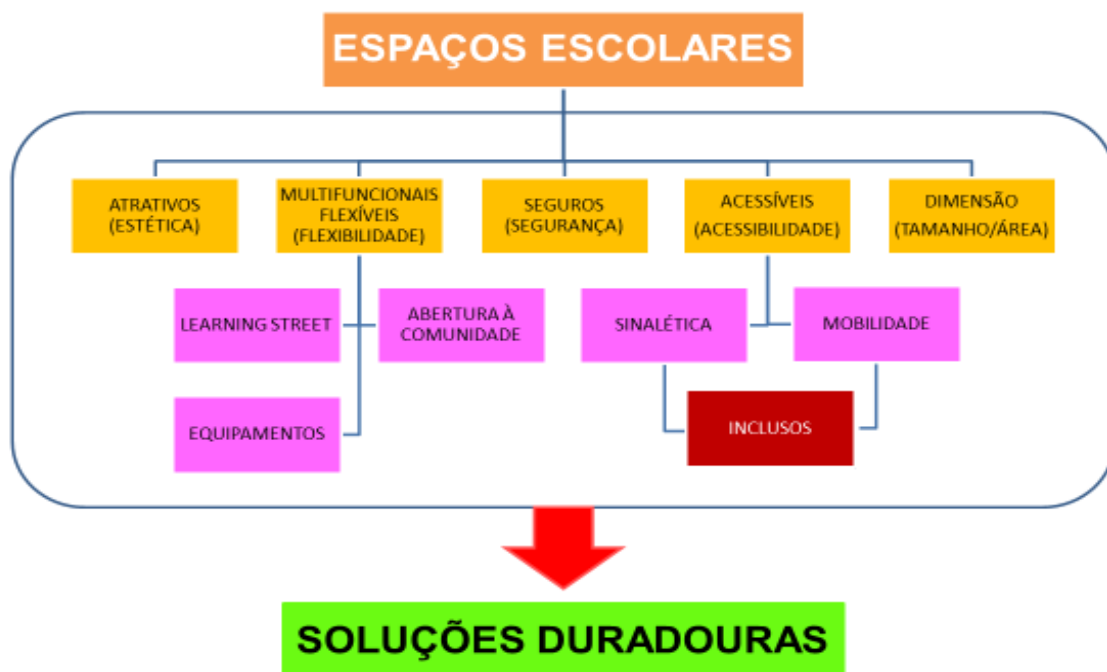 ESPAÇOS ESCOLARES
ATRATIVOS
(ESTÉTICA)
MULTIFUNCIONAIS
FLEXÍVEIS
(FLEXIBILIDADE)
SEGUROS
(SEGURANÇA)
ACESSÍVEIS
(ACESSIBILIDADE)
DIMENSÃO
(TAMANHO/ÁREA)
LEARNING STREET
ABERTURA À
COMUNIDADE
SINALÉTICA
MOBILIDADE
EQUIPAMENTOS
INCLUSOS
SOLUÇÕES DURADOURAS